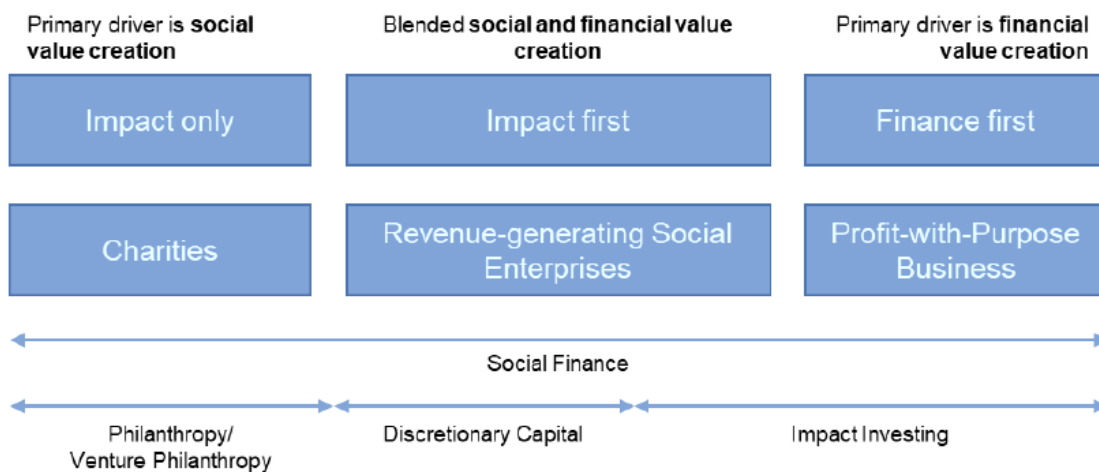 Primary driver is social
value creation
Blended social and financial value
creation
Primary driver is financial
value creation
Impact only
Impact first
Finance first
Charities
Revenue-generating Social
Enterprises
Profit-with-Purpose
Business
Social Finance
Philanthropy/
Venture Philanthropy
Discretionary Capital
Impact Investing